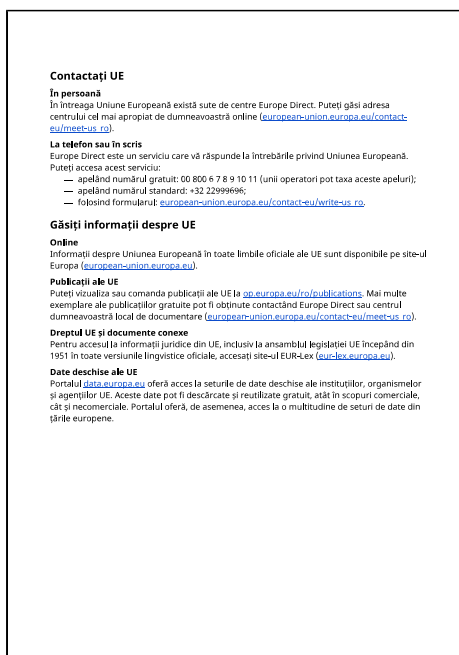 Contactați UE
În persoană
În întreaga Uniune Europeană există sute de centre Europe Direct. Puteți găsi adresa
centrului cel mai apropiat de dumneavoastră online (european-union.europa.eu/contact-
eu/meet-us_ro).
La telefon sau în scris
Europe Direct este un serviciu care vă răspunde la întrebările privind Uniunea Europeană.
Puteți accesa acest serviciu:
— apelând numărul gratuit: 00 800 6 7 8 9 10 11 (unii operatori pot taxa aceste apeluri);
— apelând numărul standard: +32 22999696;
— folosind formularul: european-union.europa.eu/contact-eu/write-us_ro.
Găsiți informații despre UE
Online
Informații despre Uniunea Europeană în toate limbile oficiale ale UE sunt disponibile pe site-ul
Europa (european-union.europa.eu).
Publicații ale UE
Puteți vizualiza sau comanda publicații ale UE la op.europa.eu/ro/publications. Mai multe
exemplare ale publicațiilor gratuite pot fi obținute contactând Europe Direct sau centrul
dumneavoastră local de documentare (european-union.europa.eu/contact-eu/meet-us_ro).
Dreptul UE și documente conexe
Pentru accesul la informații juridice din UE, inclusiv la ansamblul legislației UE începând din
1951 în toate versiunile lingvistice oficiale, accesați site-ul EUR-Lex (eur-lex.europa.eu).
Date deschise ale UE
Portalul data.europa.eu oferă acces la seturile de date deschise ale instituțiilor, organismelor
și agențiilor UE. Aceste date pot fi descărcate și reutilizate gratuit, atât în scopuri comerciale,
cât și necomerciale. Portalul oferă, de asemenea, acces la o multitudine de seturi de date din
țările europene.